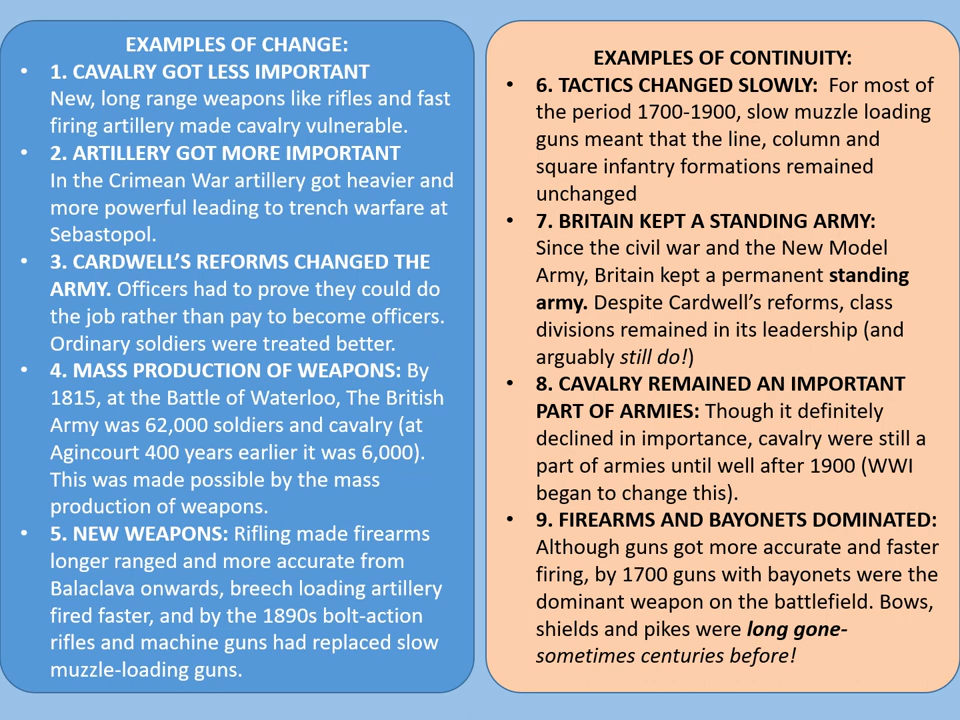 EXAMPLES OF CHANGE:
• 1. CAVALRY GOT LESS IMPORTANT
New, long range weapons like rifles and fast
firing artillery made cavalry vulnerable.
• 2. ARTILLERY GOT MORE IMPORTANT
In the Crimean War artillery got heavier and
more powerful leading to trench warfare at
Sebastopol.
• 3. CARDWELL’S REFORMS CHANGED THE
ARMY. Officers had to prove they could do
the job rather than pay to become officers.
Ordinary soldiers were treated better.
• 4. MASS PRODUCTION OF WEAPONS: By
1815, at the Battle of Waterloo, The British
Army was 62,000 soldiers and cavalry (at
Agincourt 400 years earlier it was 6,000).
This was made possible by the mass
production of weapons.
• 5. NEW WEAPONS: Rifling made firearms
longer ranged and more accurate from
Balaclava onwards, breech loading artillery
fired faster, and by the 1890s bolt-action
rifles and machine guns had replaced slow
muzzle-loading guns.
EXAMPLES OF CONTINUITY:
• 6. TACTICS CHANGED SLOWLY: For most of
the period 1700-1900, slow muzzle loading
guns meant that the line, column and
square infantry formations remained
unchanged
• 7. BRITAIN KEPT A STANDING ARMY:
Since the civil war and the New Model
Army, Britain kept a permanent standing
army. Despite Cardwell’s reforms, class
divisions remained in its leadership (and
arguably still do!)
• 8. CAVALRY REMAINED AN IMPORTANT
PART OF ARMIES: Though it definitely
declined in importance, cavalry were still a
part of armies until well after 1900 (WWI
began to change this).
• 9. FIREARMS AND BAYONETS DOMINATED:
Although guns got more accurate and faster
firing, by 1700 guns with bayonets were the
dominant weapon on the battlefield. Bows,
shields and pikes were long gone-
sometimes centuries before!